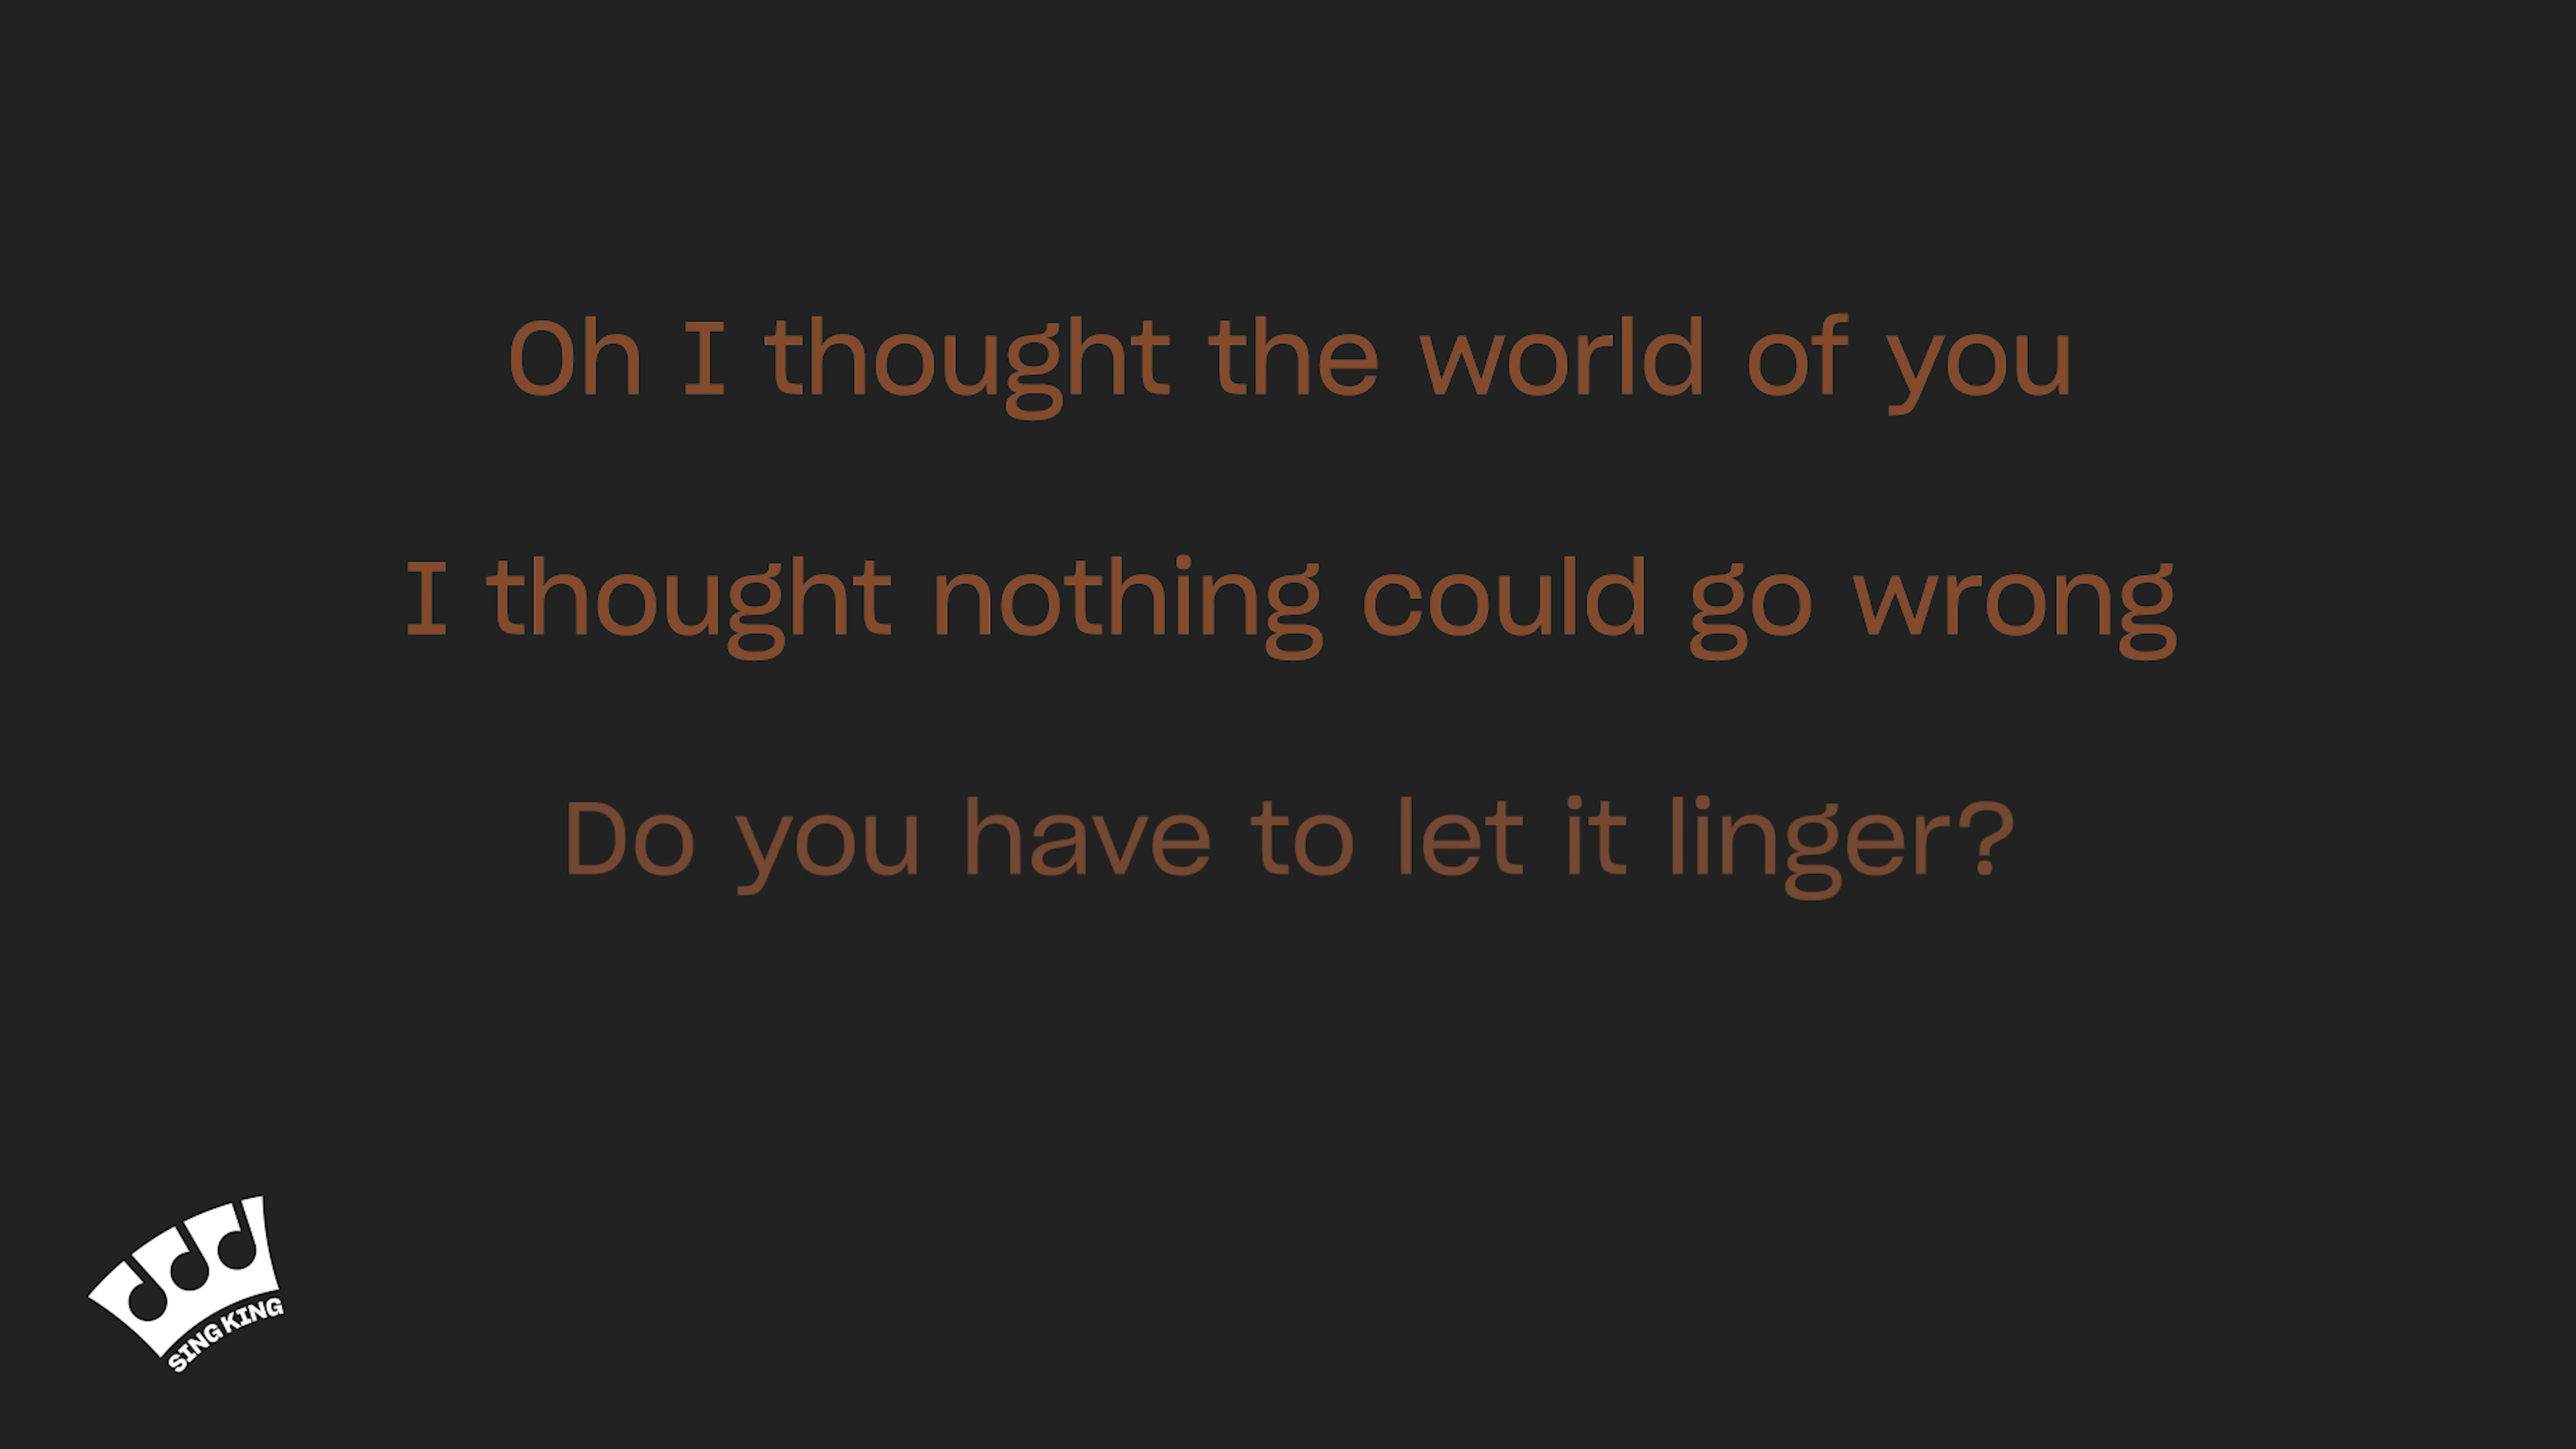 Oh I thought the world of you
I thought nothing could go wrong
Do you have to let it linger?
SING KING